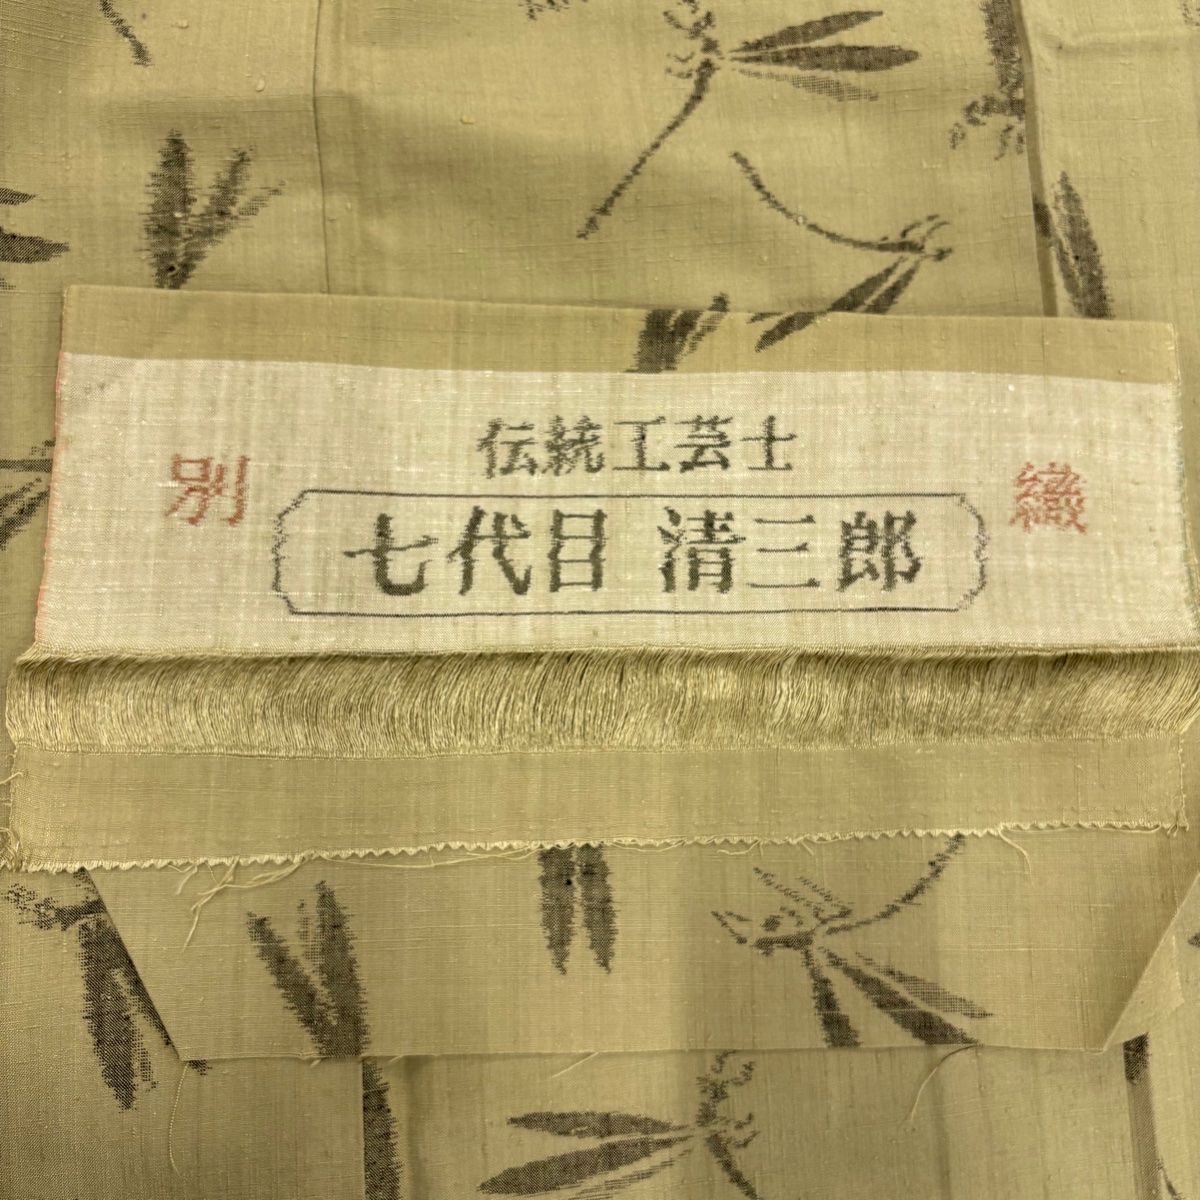 伝統工芸士
別 七代目 清三郎 織